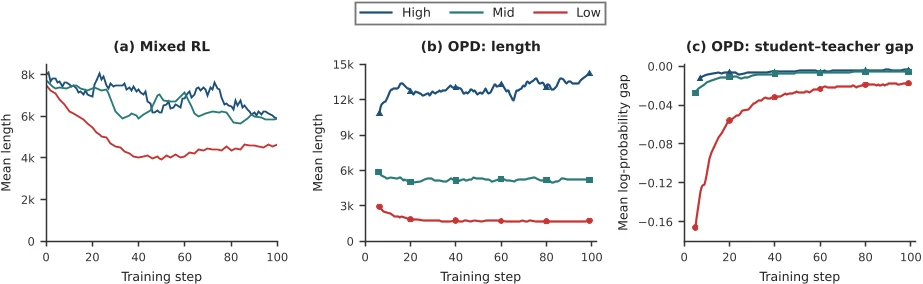 High Mid Low
(a) Mixed RL
Mean length
8k
6k
4k
2k
0
0 20 40 60 80 100
Training step
(b) OPD: length
Mean length
15k
12k
9k
6k
3k
0
0 20 40 60 80 100
Training step
(c) OPD: student–teacher gap
Mean log-probability gap
0.00
−0.04
−0.08
−0.12
−0.16
0 20 40 60 80 100
Training step